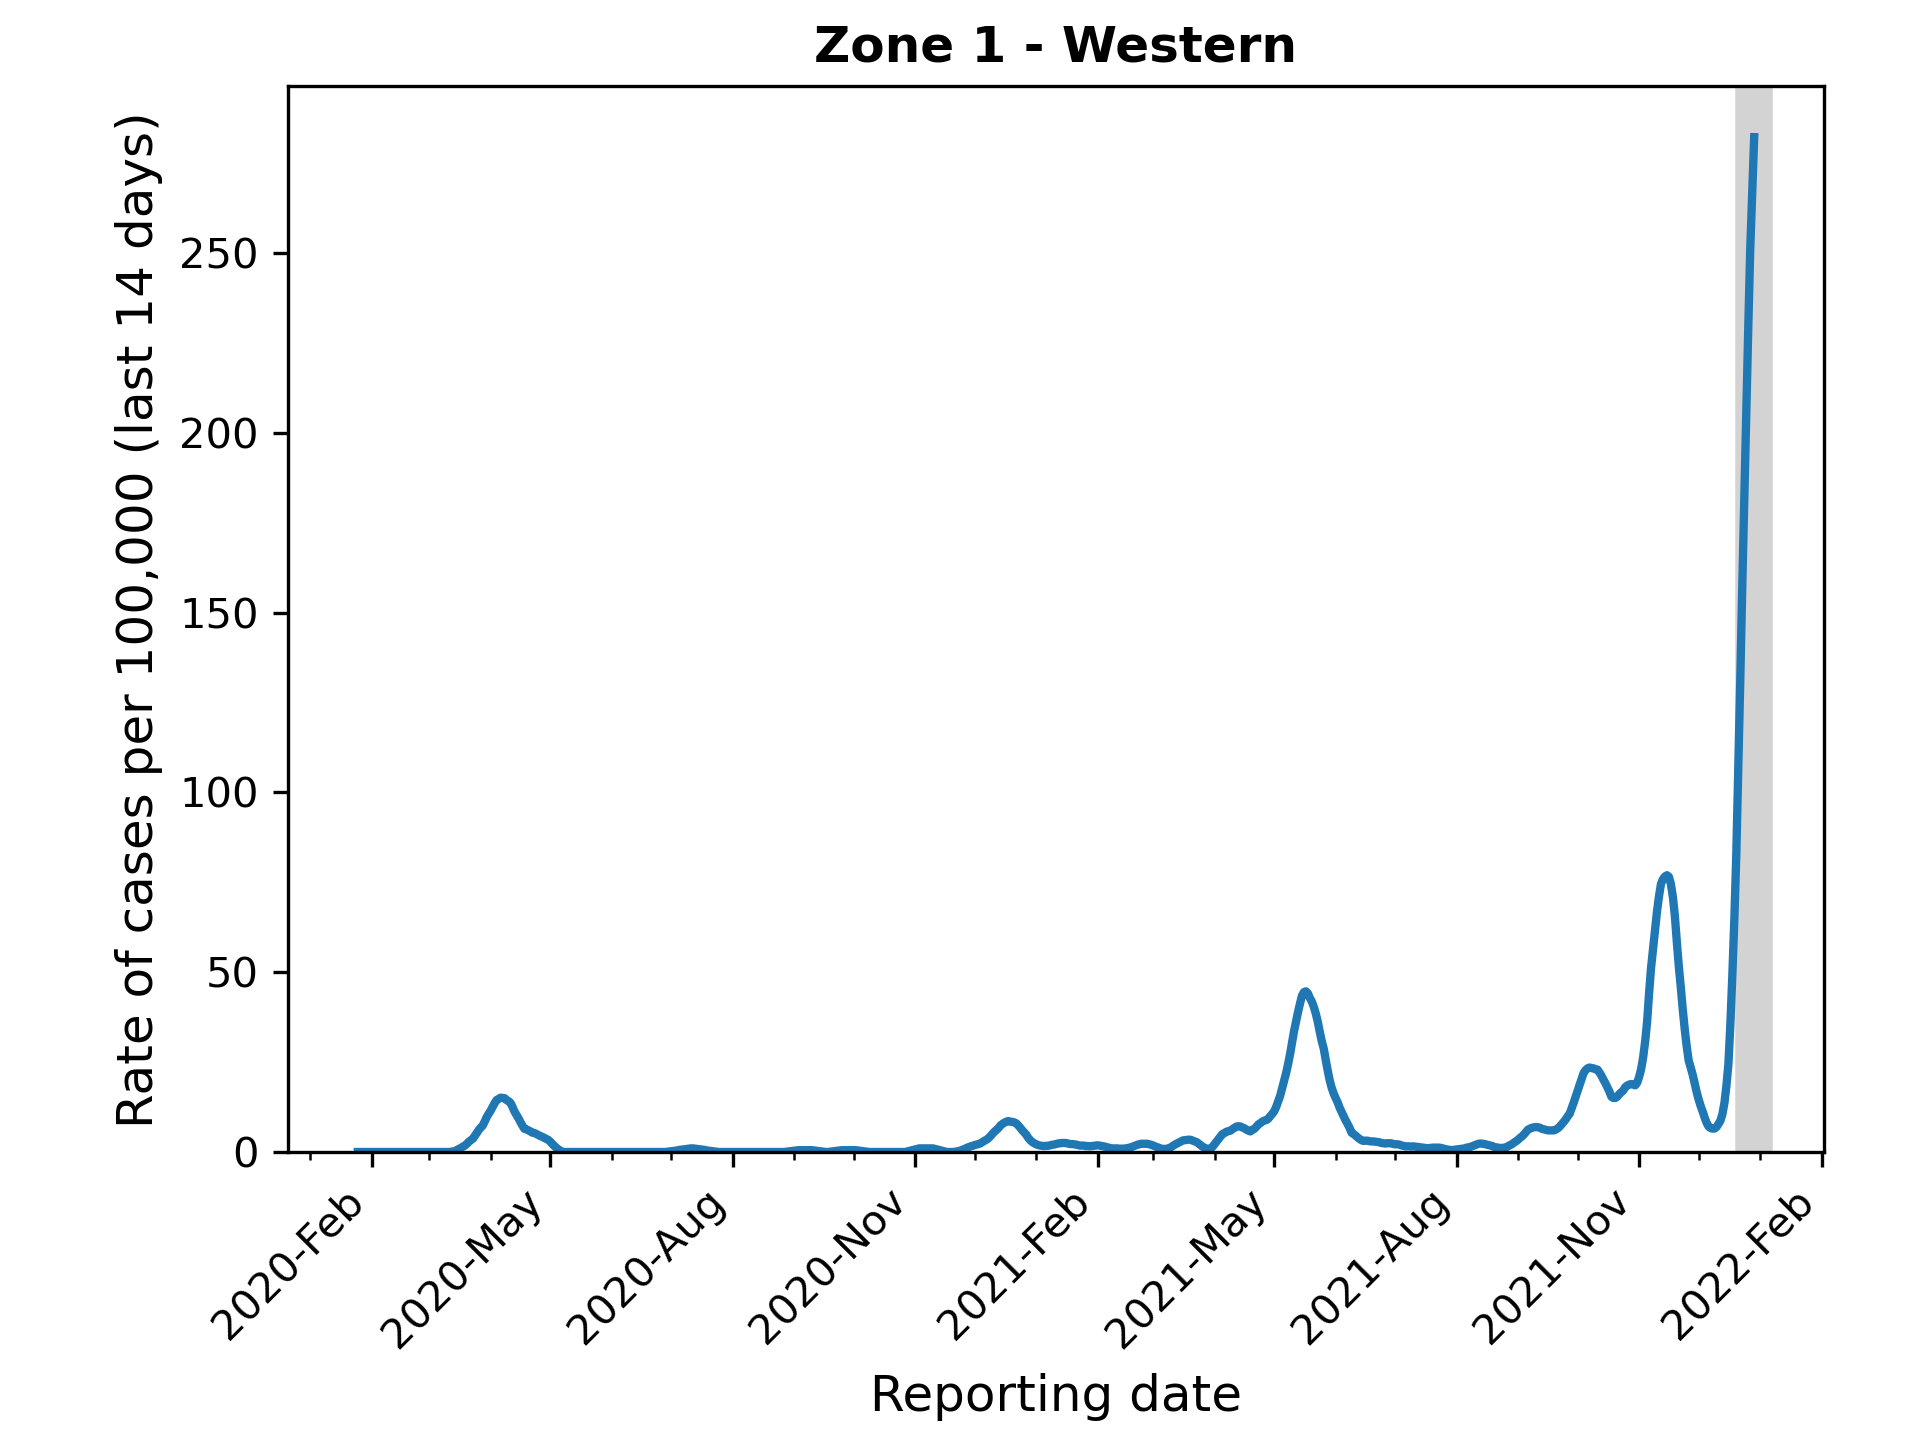 Zone 1 - Western
Rate of cases per 100,000 (last 14 days)
250
200
150
100
50
0
2020-Feb
2020-May
2020-Aug
2020-Nov
2021-Feb
2021-May
2021-Aug
2021-Nov
2022-Feb
Reporting date